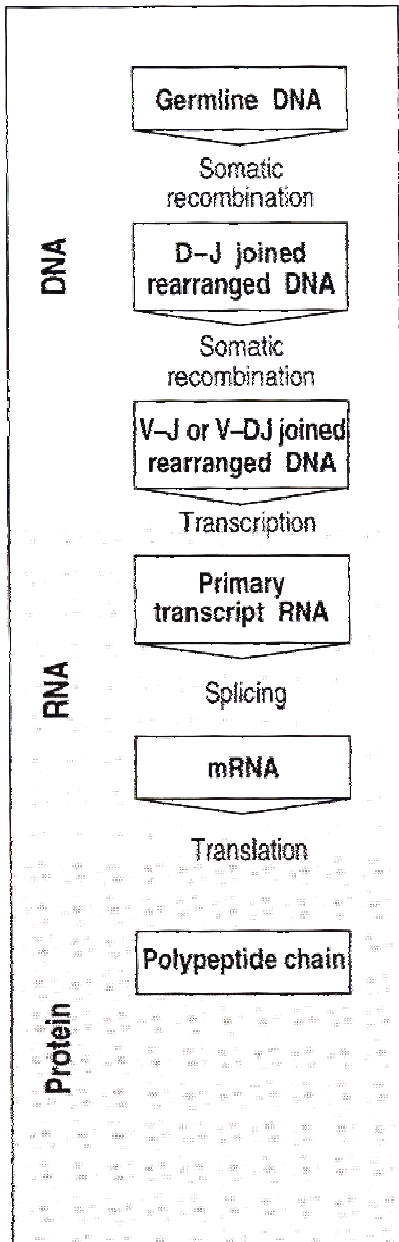 Germline DNA
Somatic
recombination
DNA
D–J joined
rearranged DNA
Somatic
recombination
V–J or V–DJ joined
rearranged DNA
Transcription
Primary
transcript RNA
RNA
Splicing
mRNA
Translation
Polypeptide chain
Protein